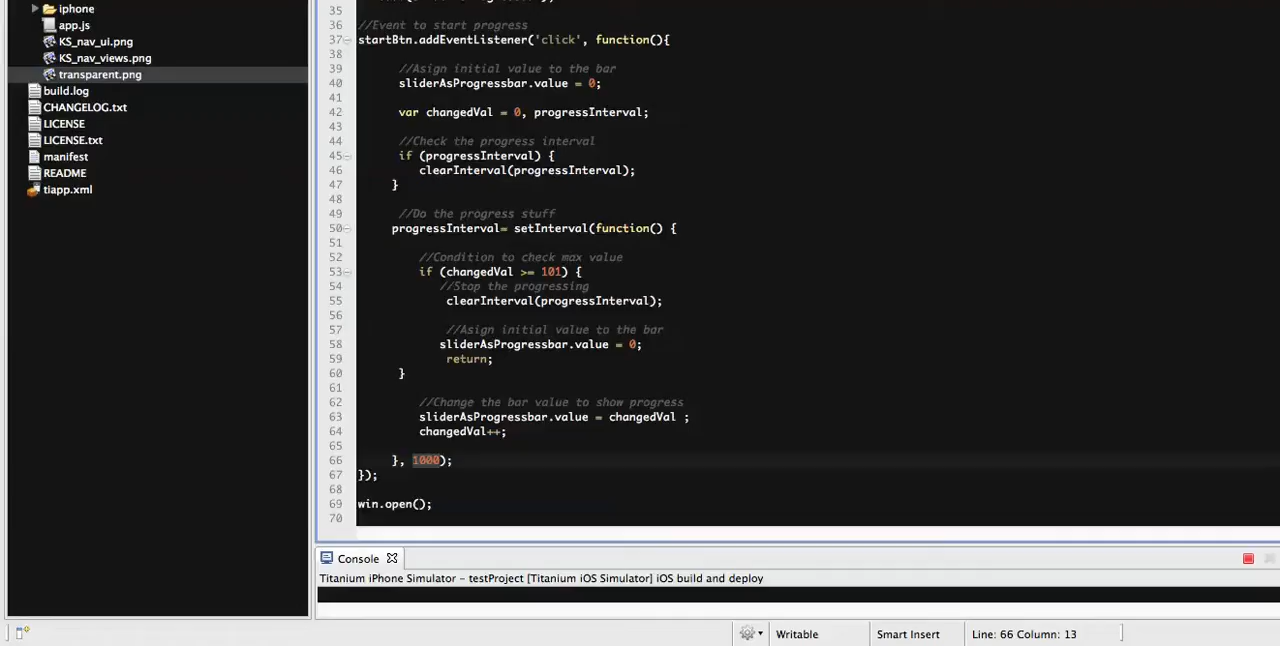 iphone
app.js
KS_nav_ui.png
KS_nav_views.png
transparent.png
build.log
CHANGELOG.txt
LICENSE
LICENSE.txt
manifest
README
tiapp.xml
35
36 //Event to start progress
37 startBtn.addEventListener('click', function(){
38
39 //Asign initial value to the bar
40 sliderAsProgressbar.value = 0;
41
42 var changedVal = 0, progressInterval;
43
44 //Check the progress interval
45 if (progressInterval) {
46 clearInterval(progressInterval);
47 }
48
49 //Do the progress stuff
50 progressInterval= setInterval(function() {
51
52 //Condition to check max value
53 if (changedVal >= 101) {
54 //Stop the progressing
55 clearInterval(progressInterval);
56
57 //Asign initial value to the bar
58 sliderAsProgressbar.value = 0;
59 return;
60 }
61
62 //Change the bar value to show progress
63 sliderAsProgressbar.value = changedVal ;
64 changedVal++;
65
66 }, 1000);
67 });
68
69 win.open();
70
Console
Titanium iPhone Simulator - testProject [Titanium iOS Simulator] iOS build and deploy
Writable Smart Insert Line: 66 Column: 13